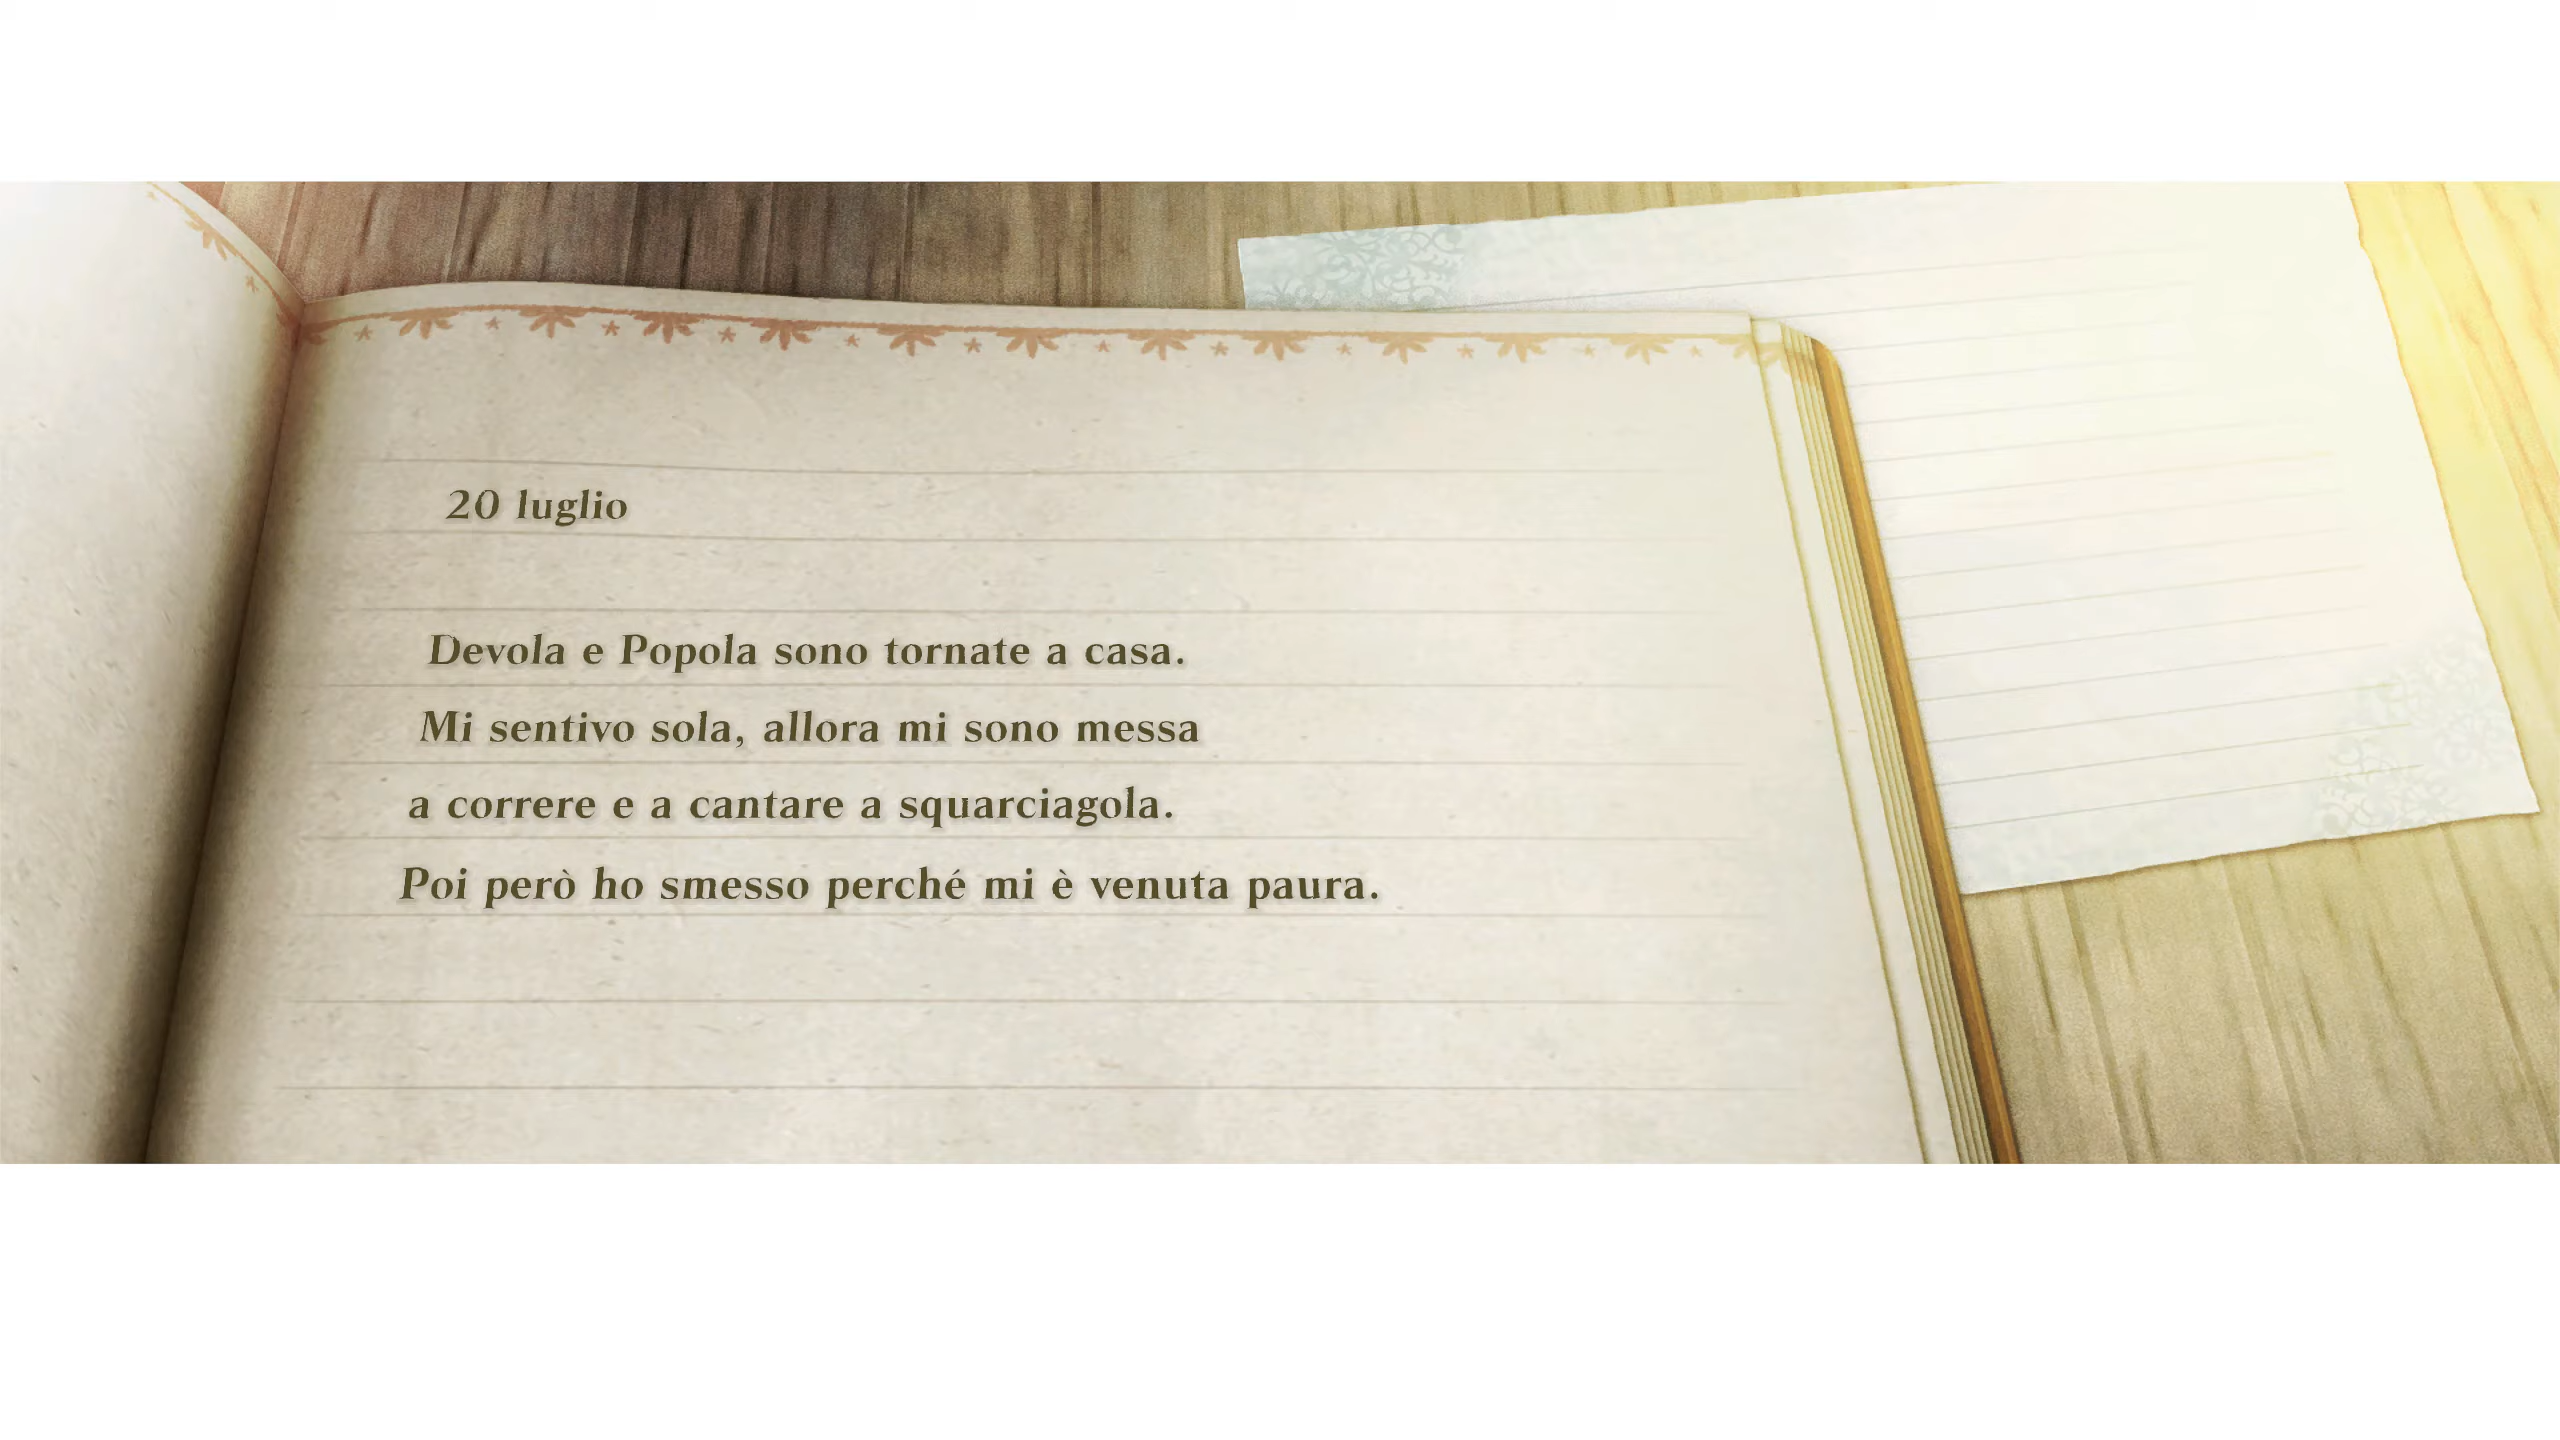 20 luglio
Devola e Popola sono tornate a casa.
Mi sentivo sola, allora mi sono messa
a correre e a cantare a squarciagola.
Poi però ho smesso perché mi è venuta paura.